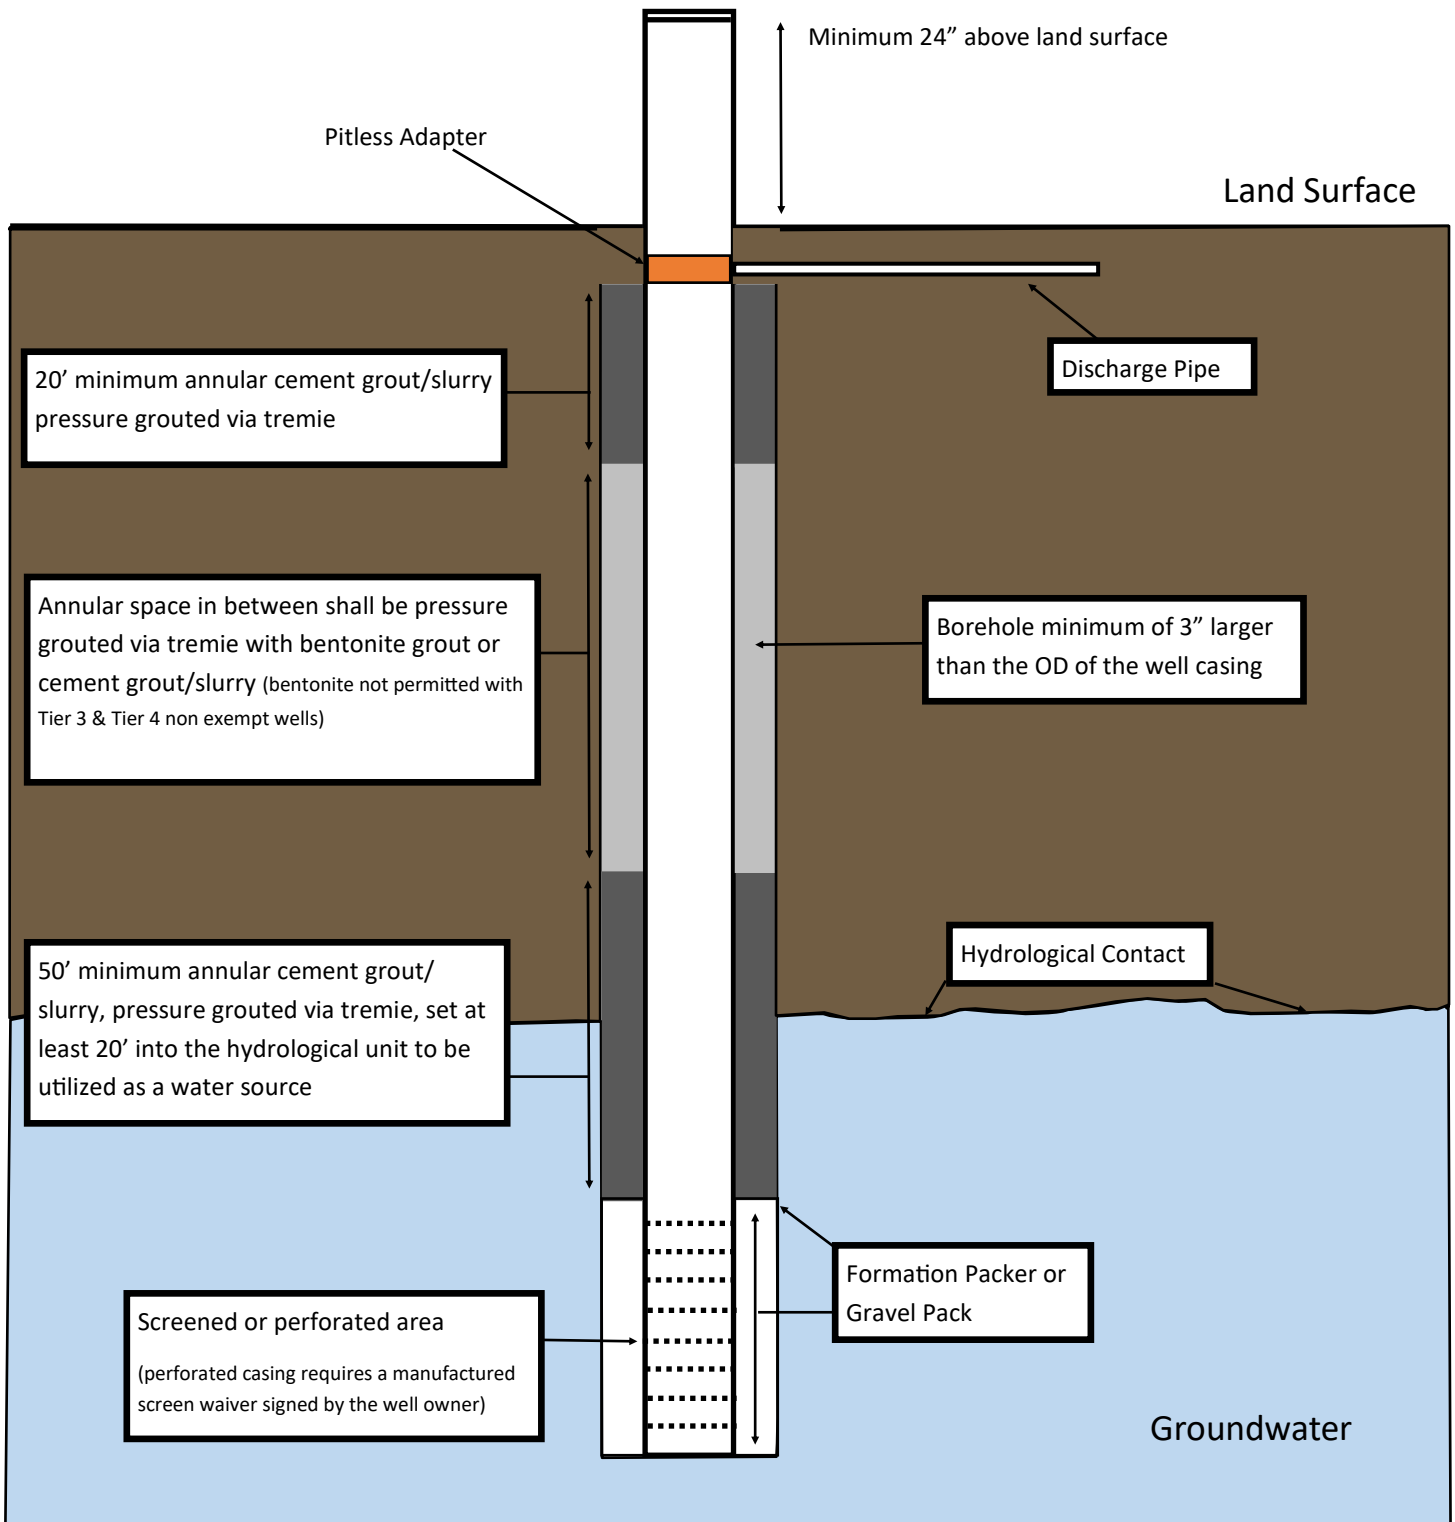 Minimum 24” above land surface
Pitless Adapter
Land Surface
20’ minimum annular cement grout/slurry
pressure grouted via tremie
Discharge Pipe
Annular space in between shall be pressure
grouted via tremie with bentonite grout or
cement grout/slurry (bentonite not permitted with
Tier 3 & Tier 4 non exempt wells)
Borehole minimum of 3” larger
than the OD of the well casing
50’ minimum annular cement grout/
slurry, pressure grouted via tremie, set at
least 20’ into the hydrological unit to be
utilized as a water source
Hydrological Contact
Formation Packer or
Gravel Pack
Screened or perforated area
(perforated casing requires a manufactured
screen waiver signed by the well owner)
Groundwater